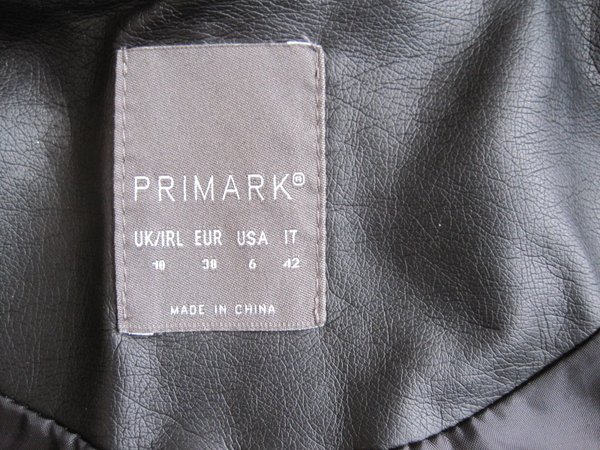 PRIMARK®
UK/IRL EUR USA IT
10 38 6 42
MADE IN CHINA